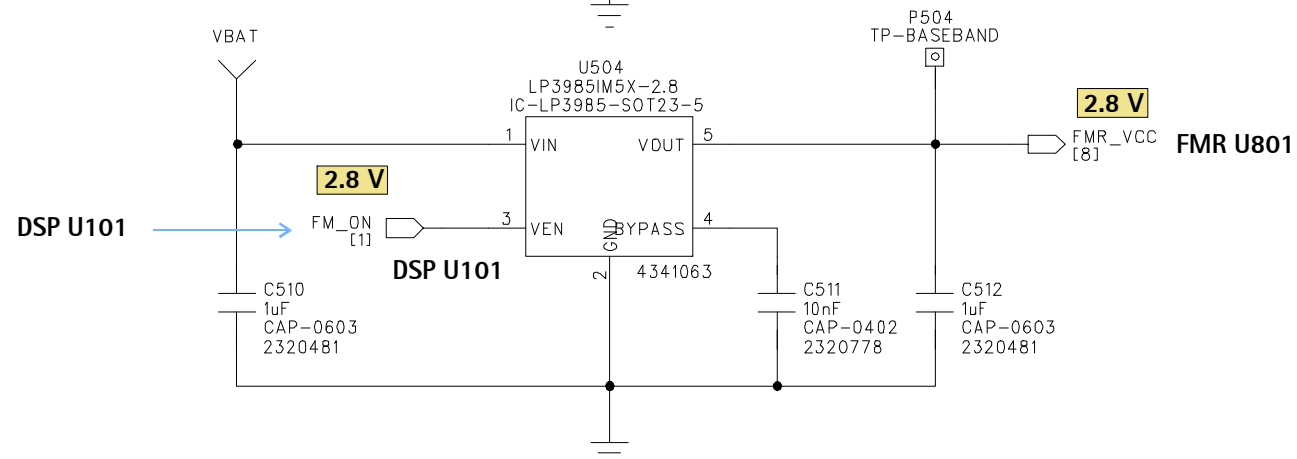 P504
TP-BASEBAND
VBAT
U504
LP3985IM5X-2.8
IC-LP3985-SOT23-5
2.8 V
1
VIN
VOUT
5
FMR_VCC
[8]
FMR U801
2.8 V
DSP U101
FM_ON
[1]
3
VEN
GND
BYPASS
4
DSP U101
2
4341063
C510
1uF
CAP-0603
2320481
C511
10nF
CAP-0402
2320778
C512
1uF
CAP-0603
2320481